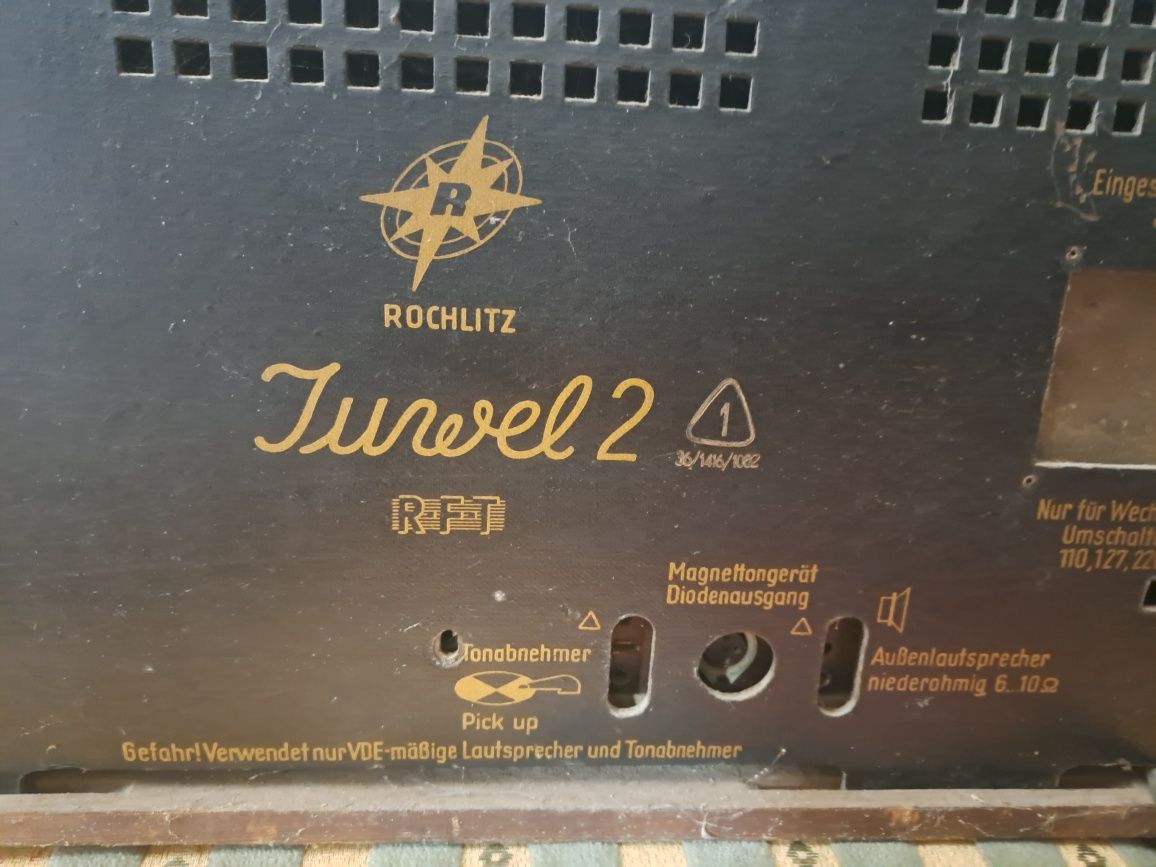 R
ROCHLITZ
Juwel 2
1
36/1416/1082
RFT
Magnettongerät
Diodenausgang
Tonabnehmer
Pick up
Außenlautsprecher
niederohmig 6...10Ω
Gefahr! Verwendet nur VDE-mäßige Lautsprecher und Tonabnehmer
Einges
Nur für Wech
Umschalt
110, 127, 220